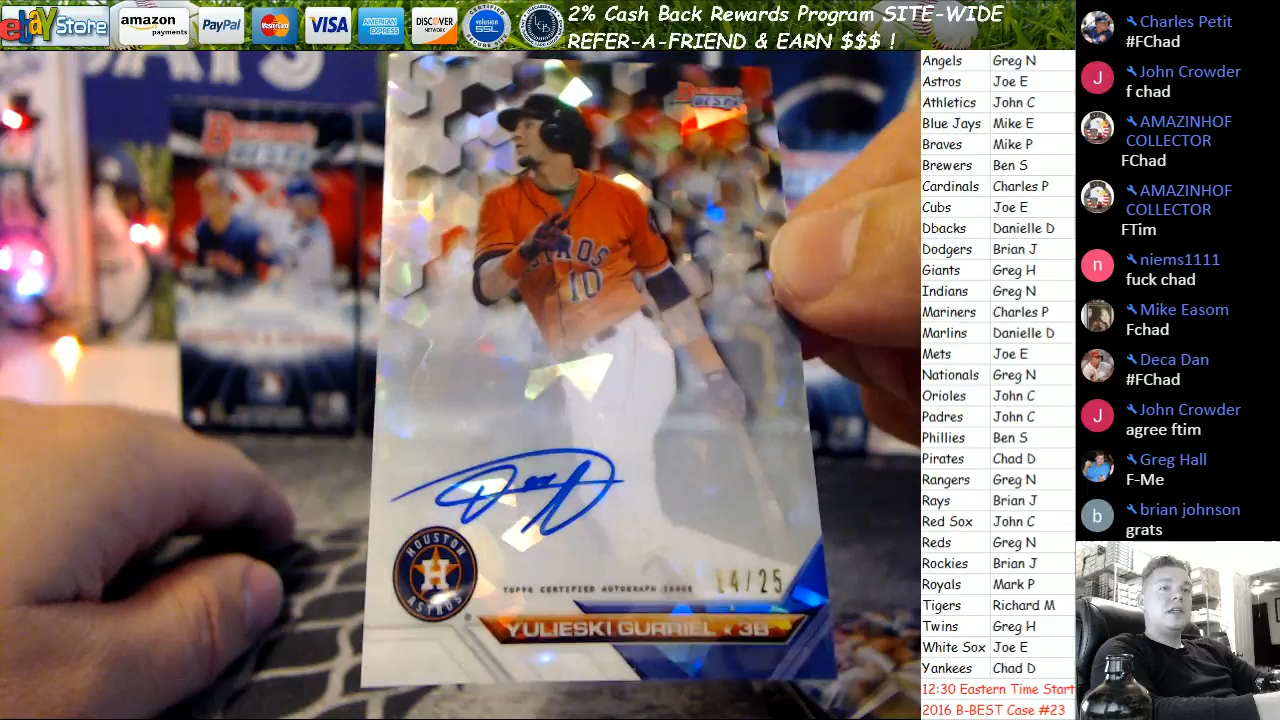 ebay Store
amazon
payments
PayPal
MasterCard
VISA
AMERICAN
EXPRESS
DISCOVER
NETWORK
SSL
2% Cash Back Rewards Program SITE-WIDE
REFER-A-FRIEND & EARN $$$ !
Bowman
BEST
ASTROS
10
HOUSTON
H
ASTROS
TOPPS CERTIFIED AUTOGRAPH ISSUE
14/25
YULIESKI GURRIEL ★ 3B
Angels Greg N
Astros Joe E
Athletics John C
Blue Jays Mike E
Braves Mike P
Brewers Ben S
Cardinals Charles P
Cubs Joe E
Dbacks Danielle D
Dodgers Brian J
Giants Greg H
Indians Greg N
Mariners Charles P
Marlins Danielle D
Mets Joe E
Nationals Greg N
Orioles John C
Padres John C
Phillies Ben S
Pirates Chad D
Rangers Greg N
Rays Brian J
Red Sox John C
Reds Greg N
Rockies Brian J
Royals Mark P
Tigers Richard M
Twins Greg H
White Sox Joe E
Yankees Chad D
12:30 Eastern Time Start
2016 B-BEST Case #23
Charles Petit
#FChad
J
John Crowder
f chad
AMAZINHOF
COLLECTOR
FChad
AMAZINHOF
COLLECTOR
FTim
n
niems1111
fuck chad
Mike Easom
Fchad
Deca Dan
#FChad
J
John Crowder
agree ftim
Greg Hall
F-Me
b
brian johnson
grats